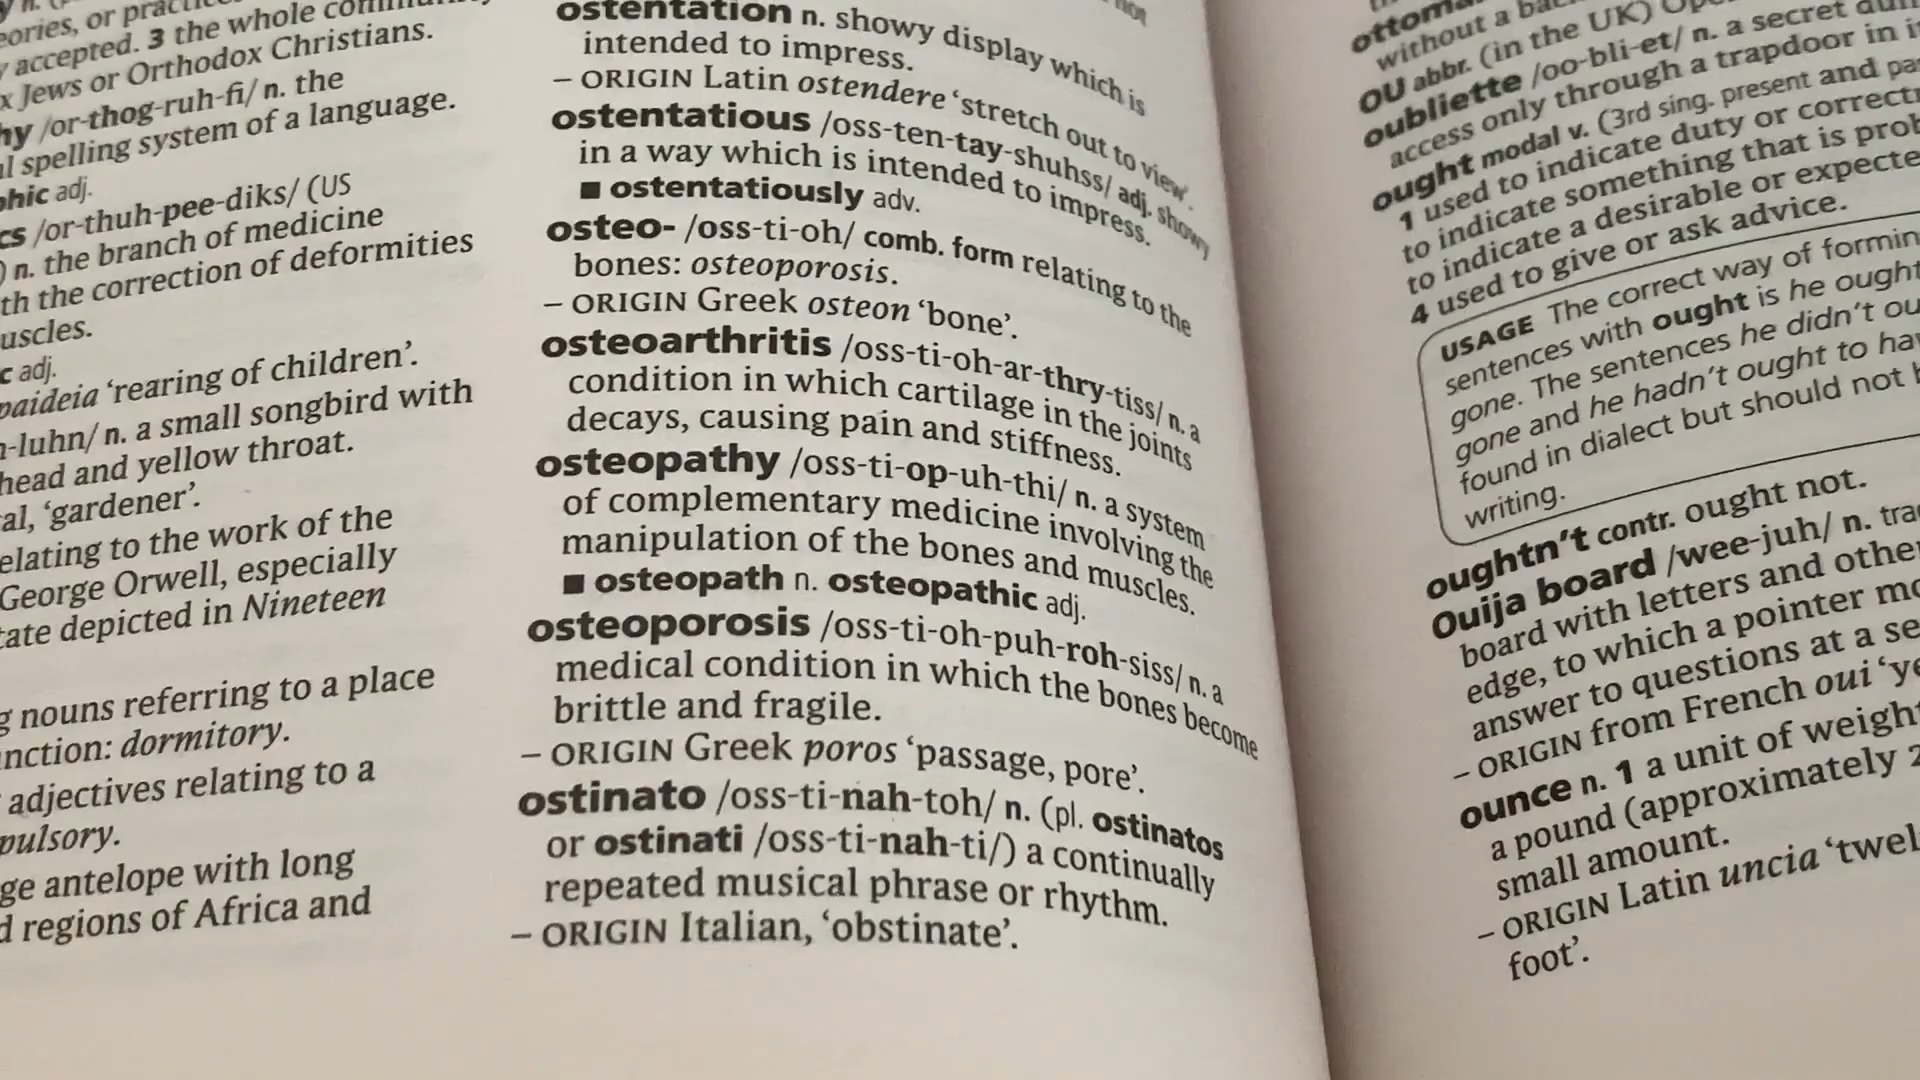 y n. (p
eories, or practic
y accepted. 3 the whole community
x Jews or Orthodox Christians.
hy /or-thog-ruh-fi/ n. the
al spelling system of a language.
phic adj.
cs /or-thuh-pee-diks/ (US
) n. the branch of medicine
th the correction of deformities
uscles.
c adj.
paideia ‘rearing of children’.
n-luhn/ n. a small songbird with
head and yellow throat.
al, ‘gardener’.
elating to the work of the
George Orwell, especially
tate depicted in Nineteen
g nouns referring to a place
nction: dormitory.
adjectives relating to a
pulsory.
ge antelope with long
d regions of Africa and
not
ostentation n. showy display which is
intended to impress.
– ORIGIN Latin ostendere ‘stretch out to view’.
ostentatious /oss-ten-tay-shuhss/ adj. showy
in a way which is intended to impress.
■ ostentatiously adv.
osteo- /oss-ti-oh/ comb. form relating to the
bones: osteoporosis.
– ORIGIN Greek osteon ‘bone’.
osteoarthritis /oss-ti-oh-ar-thry-tiss/ n. a
condition in which cartilage in the joints
decays, causing pain and stiffness.
osteopathy /oss-ti-op-uh-thi/ n. a system
of complementary medicine involving the
manipulation of the bones and muscles.
■ osteopath n. osteopathic adj.
osteoporosis /oss-ti-oh-puh-roh-siss/ n. a
medical condition in which the bones become
brittle and fragile.
– ORIGIN Greek poros ‘passage, pore’.
ostinato /oss-ti-nah-toh/ n. (pl. ostinatos
or ostinati /oss-ti-nah-ti/) a continually
repeated musical phrase or rhythm.
– ORIGIN Italian, ‘obstinate’.
ottoma
without a ba
OU abbr. (in the UK) Op
oubliette /oo-bli-et/ n. a secret dun
access only through a trapdoor in i
ought modal v. (3rd sing. present and pa
1 used to indicate duty or correct
to indicate something that is prob
to indicate a desirable or expecte
4 used to give or ask advice.
USAGE The correct way of formin
sentences with ought is he ought
gone. The sentences he didn’t ou
gone and he hadn’t ought to hav
found in dialect but should not b
writing.
oughtn’t contr. ought not.
Ouija board /wee-juh/ n. tra
board with letters and othe
edge, to which a pointer mo
answer to questions at a se
– ORIGIN from French oui ‘ye
ounce n. 1 a unit of weight
a pound (approximately 2
small amount.
– ORIGIN Latin uncia ‘twel
foot’.